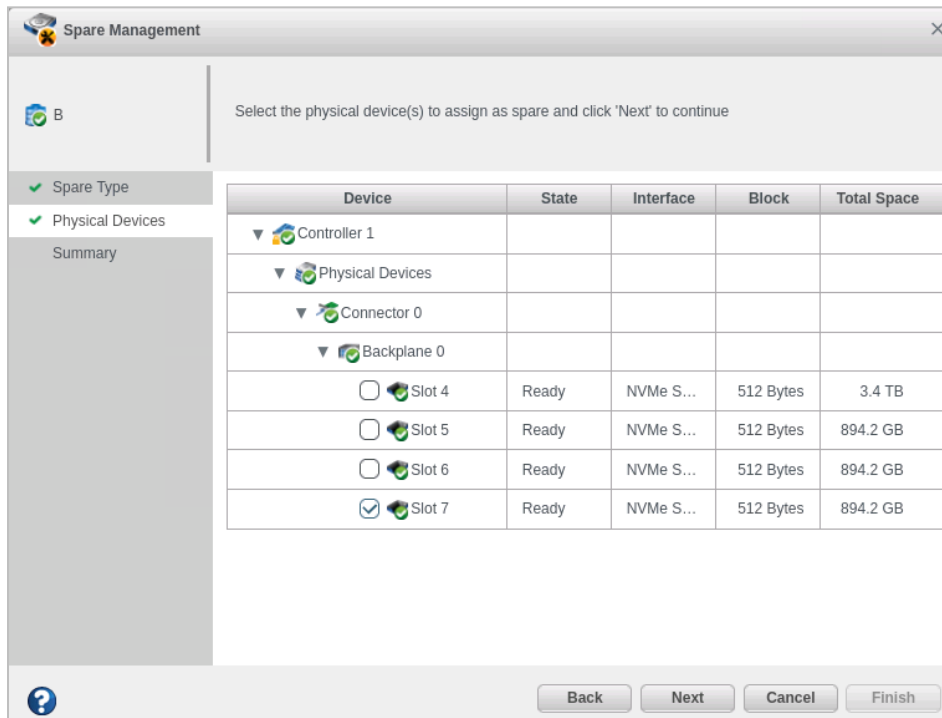 Spare Management
B
Select the physical device(s) to assign as spare and click 'Next' to continue
Spare Type
Physical Devices
Summary
Device State Interface Block Total Space
Controller 1
Physical Devices
Connector 0
Backplane 0
Slot 4 Ready NVMe S... 512 Bytes 3.4 TB
Slot 5 Ready NVMe S... 512 Bytes 894.2 GB
Slot 6 Ready NVMe S... 512 Bytes 894.2 GB
Slot 7 Ready NVMe S... 512 Bytes 894.2 GB
? Back Next Cancel Finish